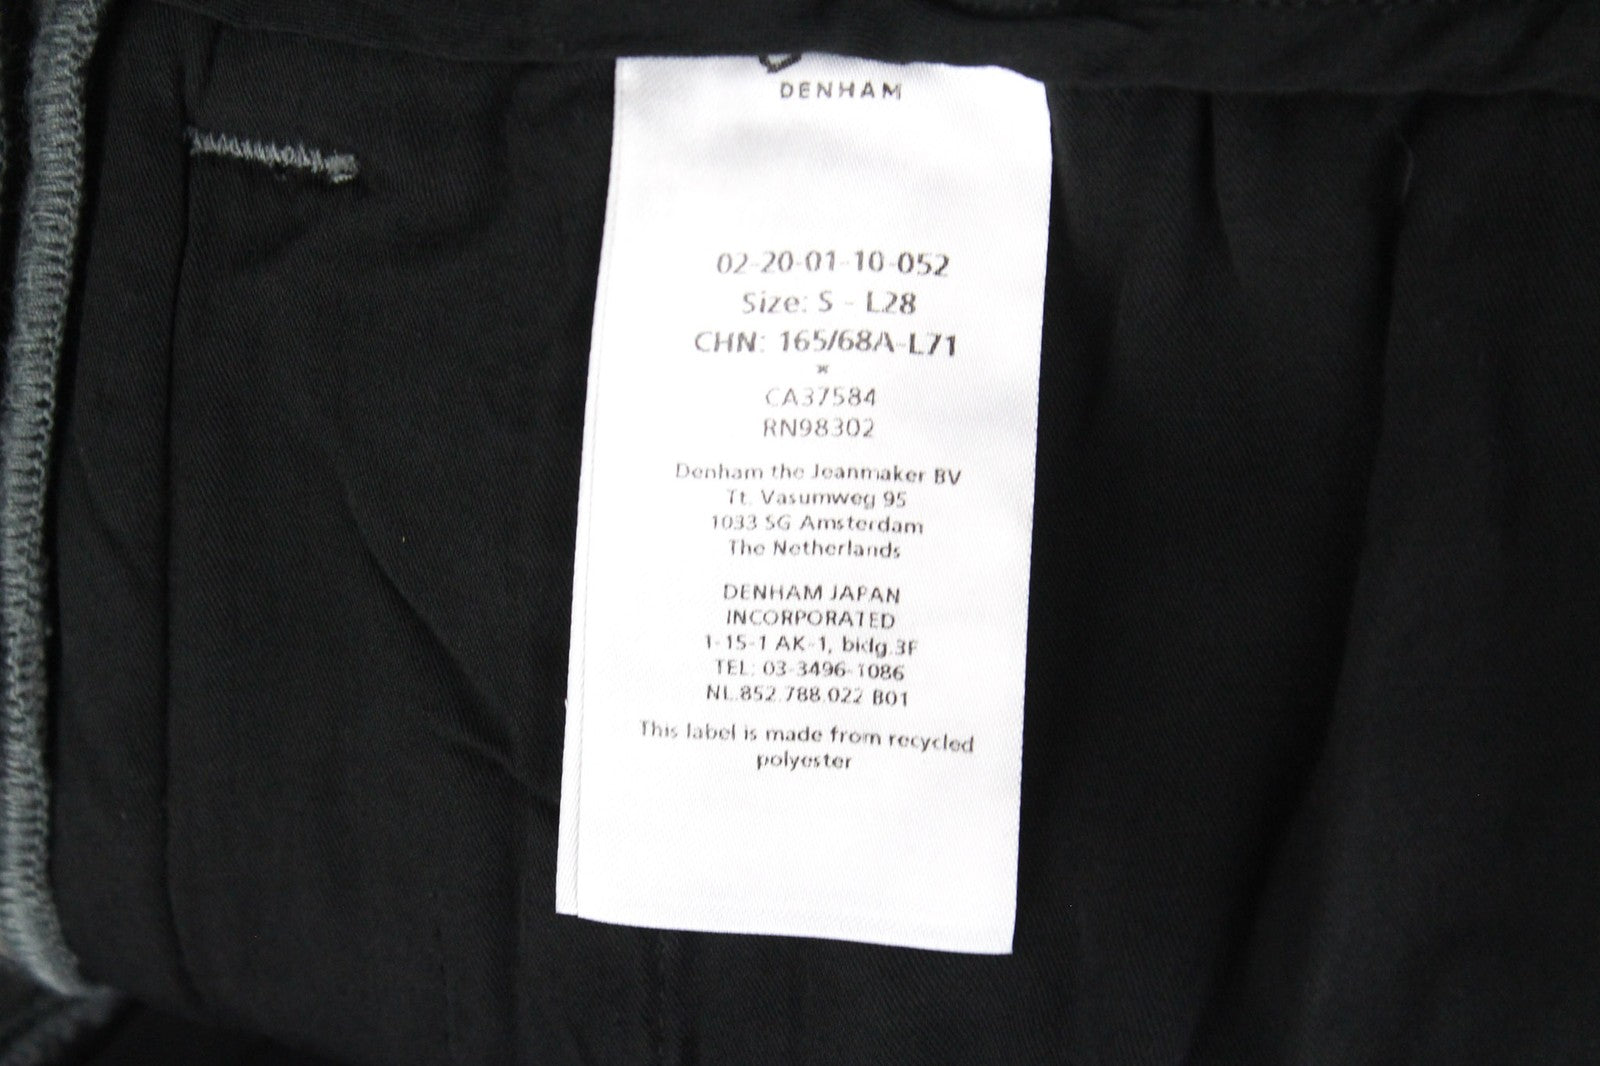 DENHAM
02-20-01-10-052
Size: S - L28
CHN: 165/68A-L71
*
CA37584
RN98302
Denham the Jeanmaker BV
Tt. Vasumweg 95
1033 SG Amsterdam
The Netherlands
DENHAM JAPAN
INCORPORATED
1-15-1 AK-1, bidg.3F
TEL: 03-3496-1086
NL.852.788.022 B01
This label is made from recycled
polyester